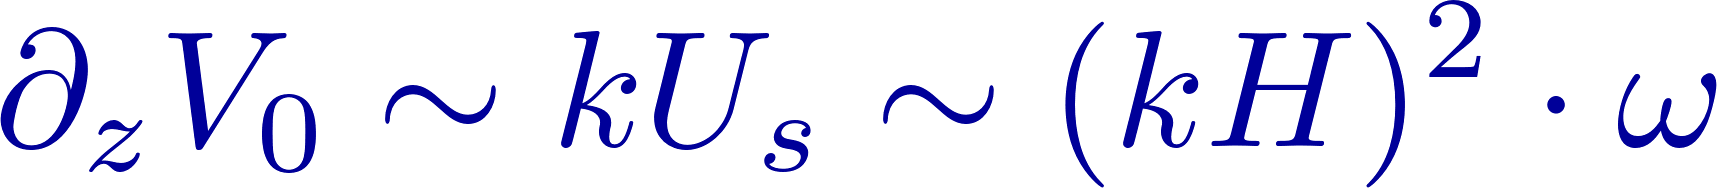 ∂_z V_0 ∼ kU_s ∼ (kH)^2 · ω